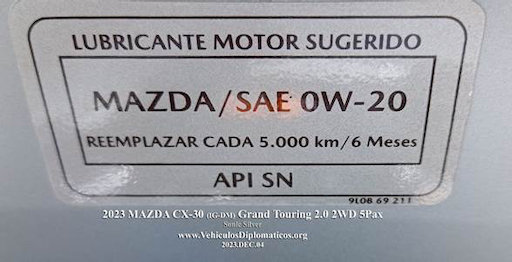 LUBRICANTE MOTOR SUGERIDO
MAZDA/SAE 0W-20
REEMPLAZAR CADA 5.000 km/6 Meses
API SN
9L0B 69 211
2023 MAZDA CX-30 (IG-DM) Grand Touring 2.0 2WD 5Pax
Sonic Silver
www.VehiculosDiplomaticos.org
2023.DEC.04